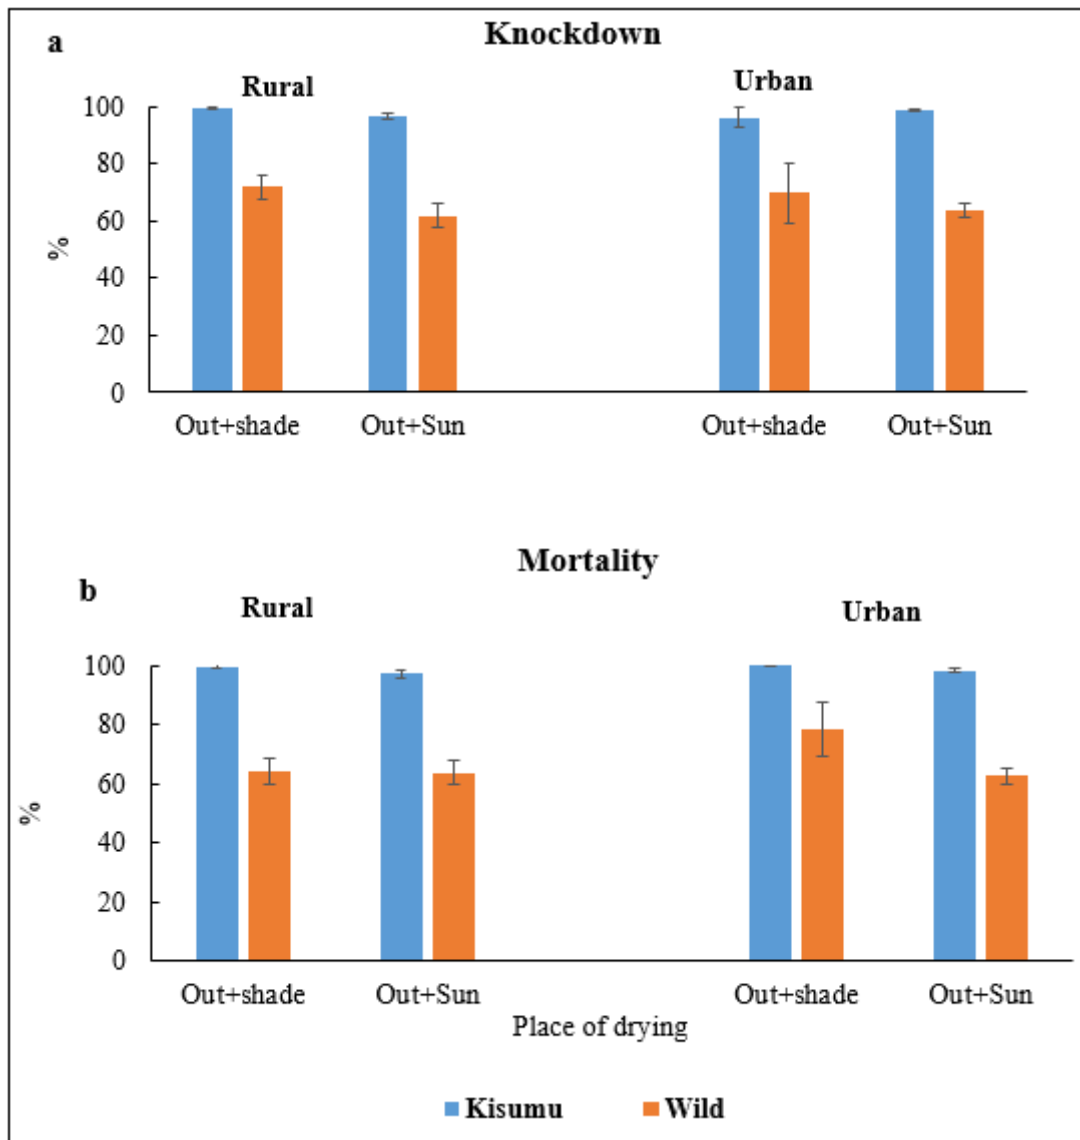 a
Knockdown
Rural
Urban
%
100
80
60
40
20
0
Out+shade
Out+Sun
Out+shade
Out+Sun
Mortality
b
Rural
Urban
%
100
80
60
40
20
0
Out+shade
Out+Sun
Out+shade
Out+Sun
Place of drying
Kisumu
Wild